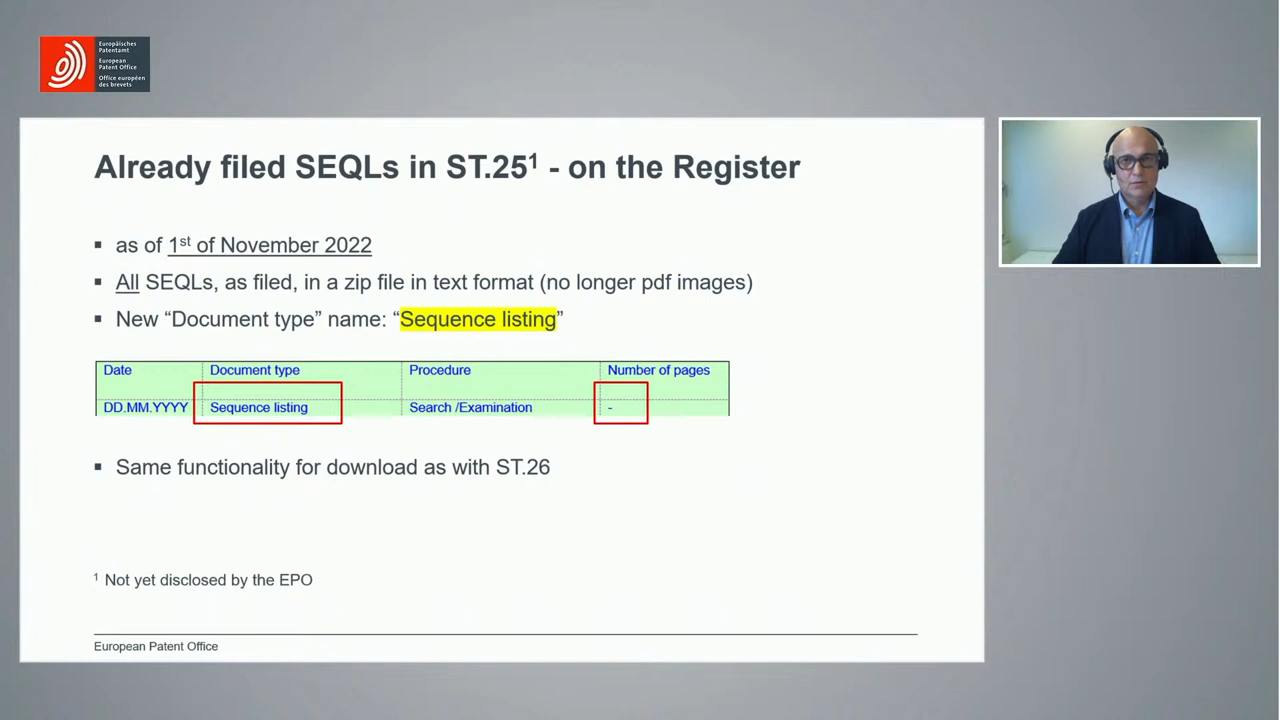 Europäisches
Patentamt
European
Patent Office
Office européen
des brevets
Already filed SEQLs in ST.25¹ - on the Register
▪ as of 1st of November 2022
▪ All SEQLs, as filed, in a zip file in text format (no longer pdf images)
▪ New “Document type” name: “Sequence listing”
Date Document type Procedure Number of pages
DD.MM.YYYY Sequence listing Search /Examination -
▪ Same functionality for download as with ST.26
¹ Not yet disclosed by the EPO
European Patent Office